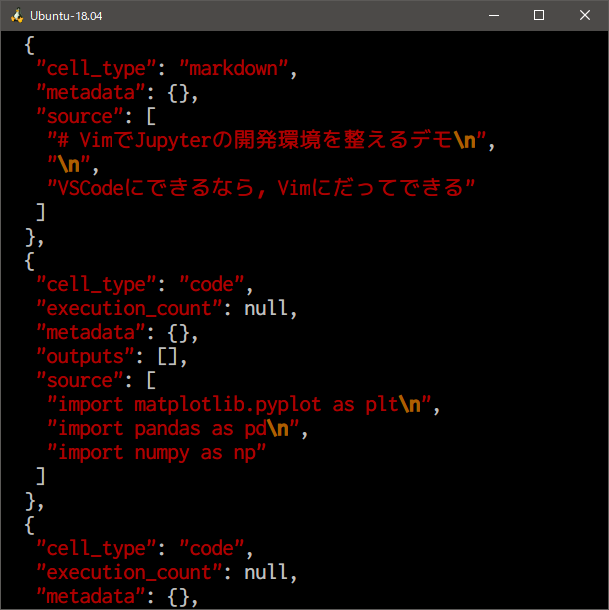 Ubuntu-18.04
{
"cell_type": "markdown",
"metadata": {},
"source": [
"# VimでJupyterの開発環境を整えるデモ\n",
"\n",
"VSCodeにできるなら, Vimにだってできる"
]
},
{
"cell_type": "code",
"execution_count": null,
"metadata": {},
"outputs": [],
"source": [
"import matplotlib.pyplot as plt\n",
"import pandas as pd\n",
"import numpy as np"
]
},
{
"cell_type": "code",
"execution_count": null,
"metadata": {},